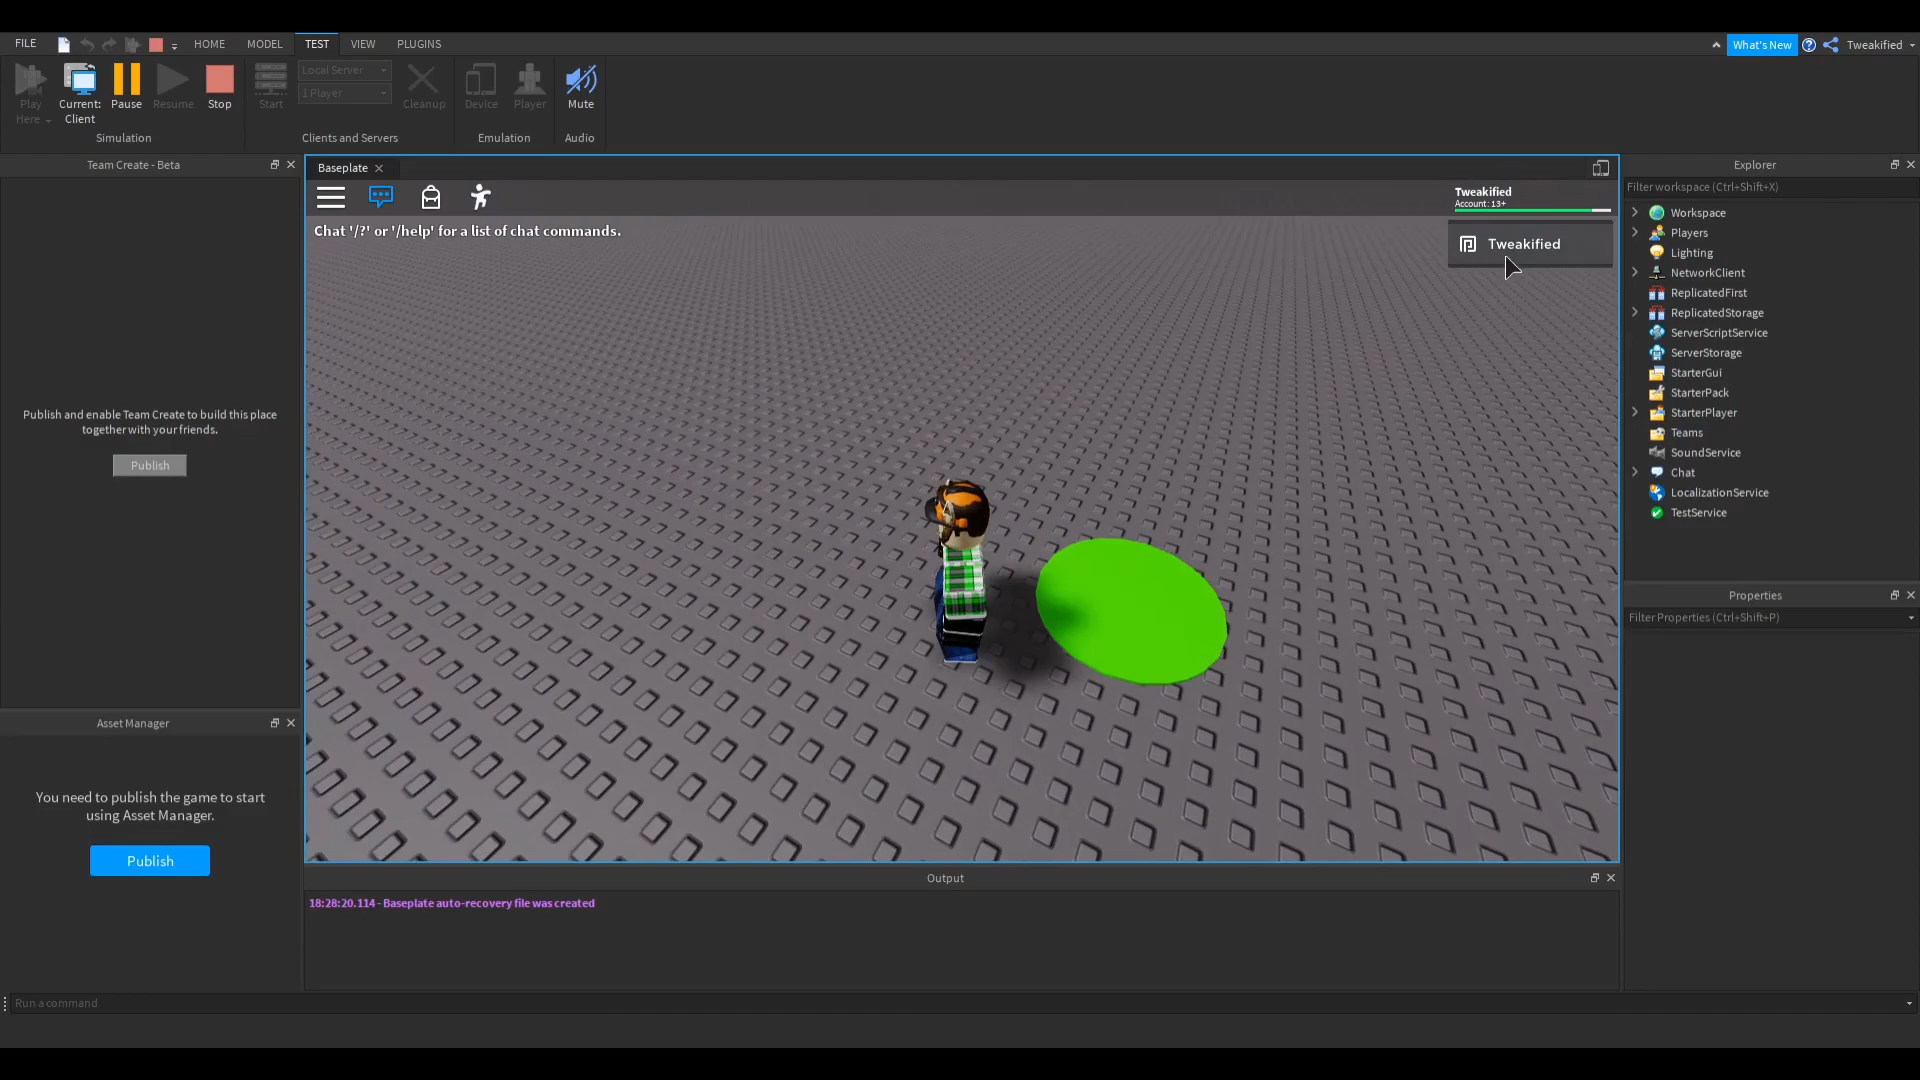 FILE
HOME
MODEL
TEST
VIEW
PLUGINS
What's New
Tweakified
Play
Here
Current:
Client
Pause
Resume
Stop
Simulation
Start
Local Server
1 Player
Cleanup
Clients and Servers
Device
Player
Emulation
Mute
Audio
Team Create - Beta
Publish and enable Team Create to build this place
together with your friends.
Publish
Asset Manager
You need to publish the game to start
using Asset Manager.
Publish
Baseplate
Chat '/?' or '/help' for a list of chat commands.
Tweakified
Account: 13+
Tweakified
Output
18:28:20.114 - Baseplate auto-recovery file was created
Run a command
Explorer
Filter workspace (Ctrl+Shift+X)
Workspace
Players
Lighting
NetworkClient
ReplicatedFirst
ReplicatedStorage
ServerScriptService
ServerStorage
StarterGui
StarterPack
StarterPlayer
Teams
SoundService
Chat
LocalizationService
TestService
Properties
Filter Properties (Ctrl+Shift+P)